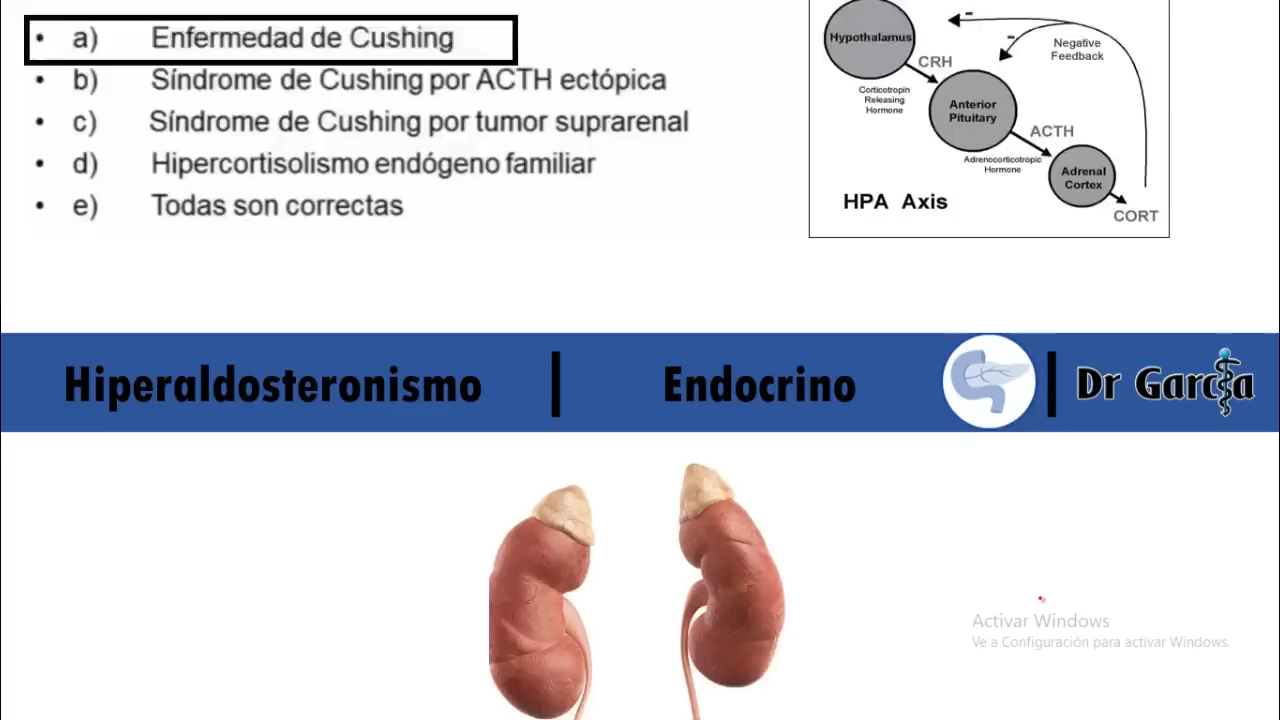 • a) Enfermedad de Cushing
• b) Síndrome de Cushing por ACTH ectópica
• c) Síndrome de Cushing por tumor suprarenal
• d) Hipercortisolismo endógeno familiar
• e) Todas son correctas
Hypothalamus
-
-
Negative
Feedback
CRH
Corticotropin
Releasing
Hormone
Anterior
Pituitary
ACTH
Adrenocorticotropic
Hormone
Adrenal
Cortex
HPA Axis
CORT
Hiperaldosteronismo | Endocrino | Dr García
Activar Windows
Ve a Configuración para activar Windows.